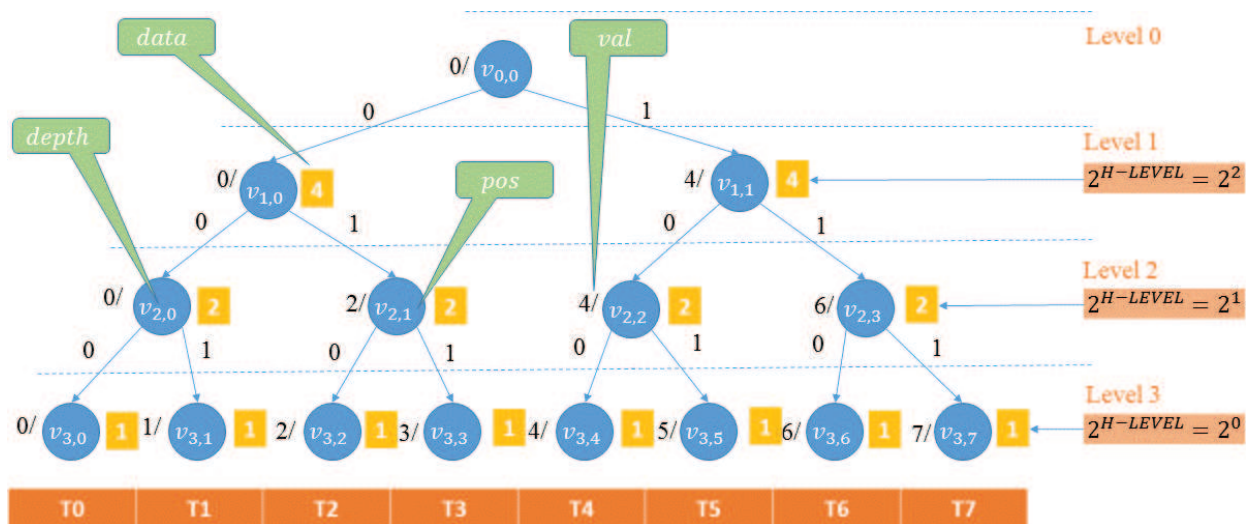 data
val
Level 0
0/ v0,0
0
1
depth
Level 1
0/ v1,0 4
pos
4/ v1,1 4
2^{H−LEVEL} = 2^2
0
1
0
1
Level 2
0/ v2,0 2
2/ v2,1 2
4/ v2,2 2
6/ v2,3 2
2^{H−LEVEL} = 2^1
0
1
0
1
0
1
0
1
Level 3
0/ v3,0 1
1/ v3,1 1
2/ v3,2 1
3/ v3,3 1
4/ v3,4 1
5/ v3,5 1
6/ v3,6 1
7/ v3,7 1
2^{H−LEVEL} = 2^0
T0 T1 T2 T3 T4 T5 T6 T7